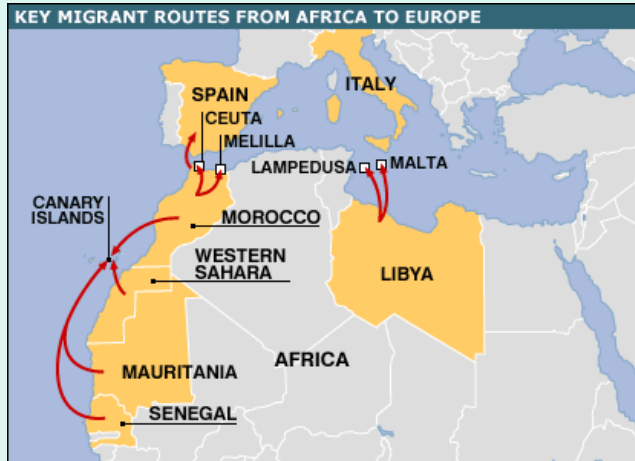 KEY MIGRANT ROUTES FROM AFRICA TO EUROPE
ITALY
SPAIN
CEUTA
MELILLA
LAMPEDUSA
MALTA
CANARY
ISLANDS
MOROCCO
WESTERN
SAHARA
LIBYA
AFRICA
MAURITANIA
SENEGAL